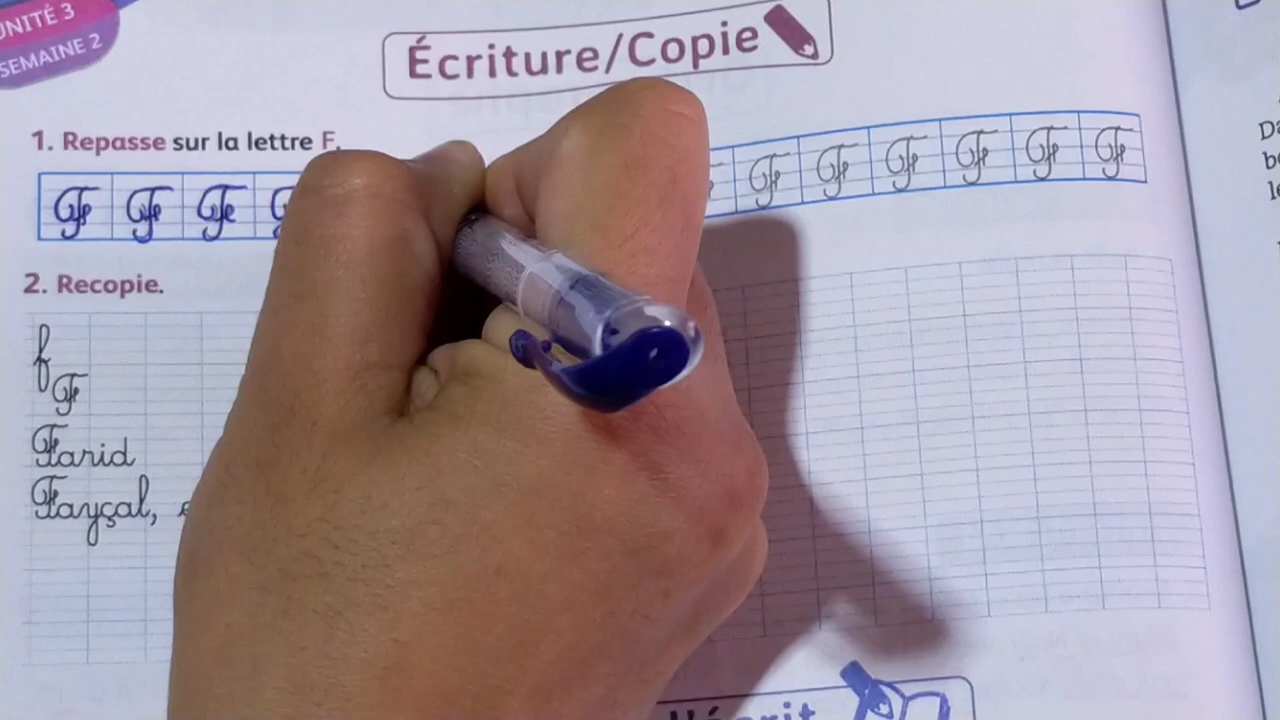 UNITÉ 3
SEMAINE 2
Écriture/Copie
1. Repasse sur la lettre F.
F F F F F F F F F
2. Recopie.
f
F
Farid
Fayçal,